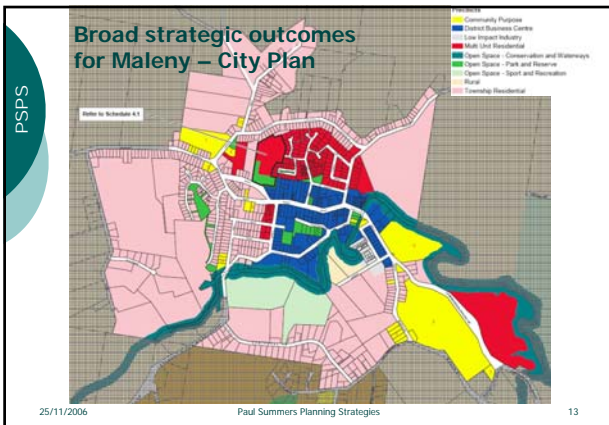 Broad strategic outcomes
for Maleny – City Plan
PSPS
Refer to Schedule 4.1
Precincts
Community Purpose
District Business Centre
Low Impact Industry
Multi Unit Residential
Open Space - Conservation and Waterways
Open Space - Park and Reserve
Open Space - Sport and Recreation
Rural
Township Residential
25/11/2006
Paul Summers Planning Strategies
13